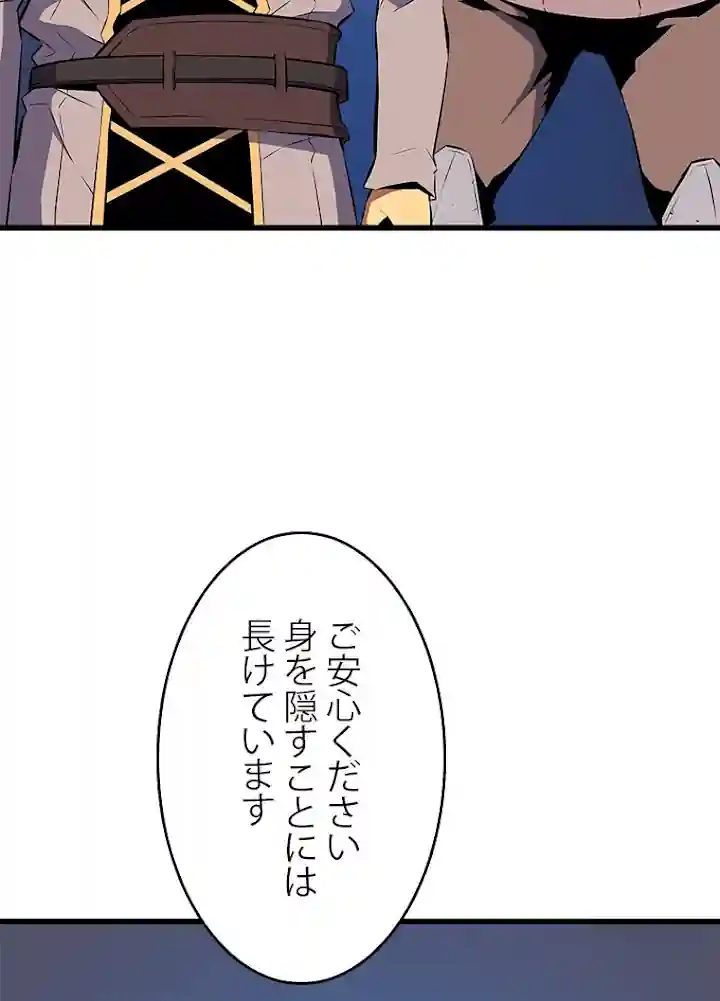 ご安心ください
身を隠すことには
長けています